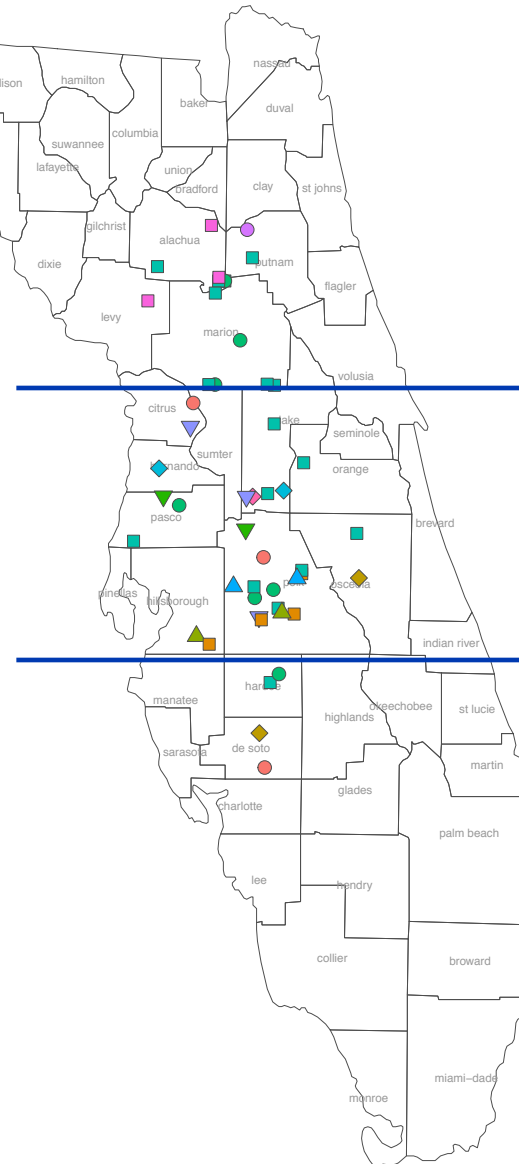 nassau
hamilton
ison
baker
duval
columbia
suwannee
lafayette
union
bradford
clay
st johns
gilchrist
alachua
dixie
putnam
flagler
levy
marion
volusia
citrus
lake
seminole
sumter
hernando
orange
pasco
brevard
pinellas
hillsborough
polk
osceola
indian river
hardee
manatee
okeechobee
highlands
st lucie
sarasota
de soto
martin
glades
charlotte
palm beach
lee
hendry
collier
broward
miami–dade
monroe